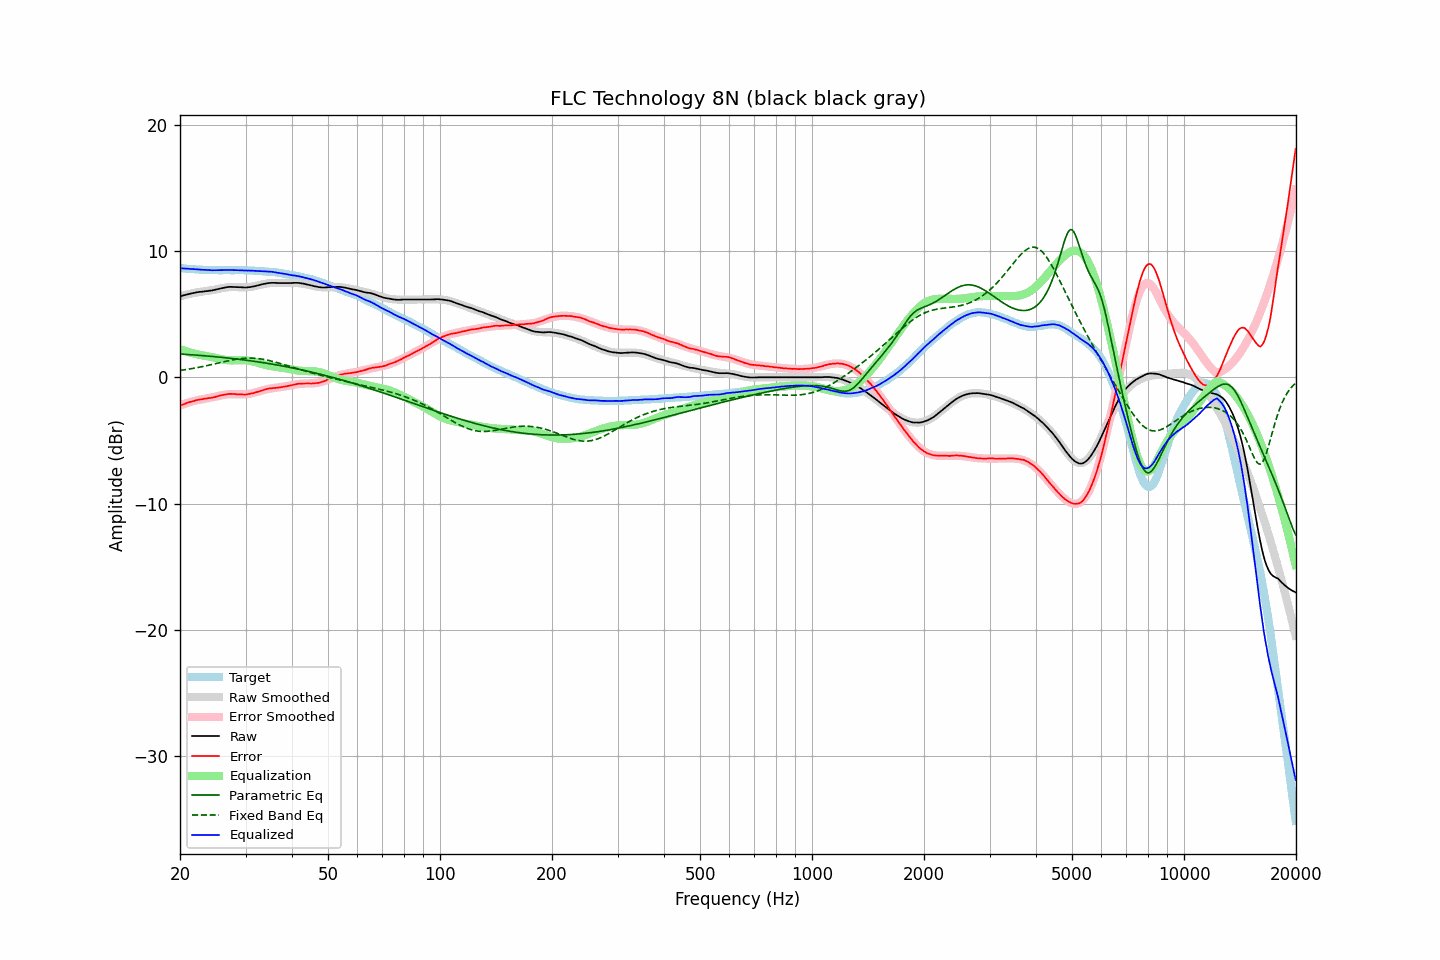 FLC Technology 8N (black black gray)
20
10
0
−10
−20
−30
Amplitude (dBr)
Target
Raw Smoothed
Error Smoothed
Raw
Error
Equalization
Parametric Eq
Fixed Band Eq
Equalized
20 50 100 200 500 1000 2000 5000 10000 20000
Frequency (Hz)